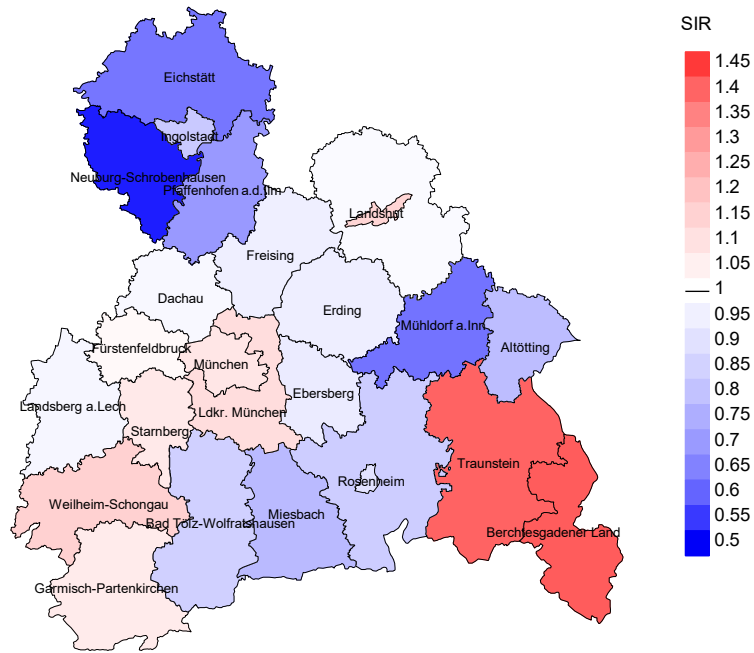 SIR
Eichstätt
Ingolstadt
Neuburg-Schrobenhausen
Pfaffenhofen a.d.Ilm
Landshut
Freising
Dachau
Erding
Mühldorf a.Inn
Altötting
Fürstenfeldbruck
München
Ebersberg
Landsberg a.Lech
Ldkr. München
Starnberg
Traunstein
Rosenheim
Weilheim-Schongau
Miesbach
Bad Tölz-Wolfratshausen
Berchtesgadener Land
Garmisch-Partenkirchen
1.45
1.4
1.35
1.3
1.25
1.2
1.15
1.1
1.05
1
0.95
0.9
0.85
0.8
0.75
0.7
0.65
0.6
0.55
0.5